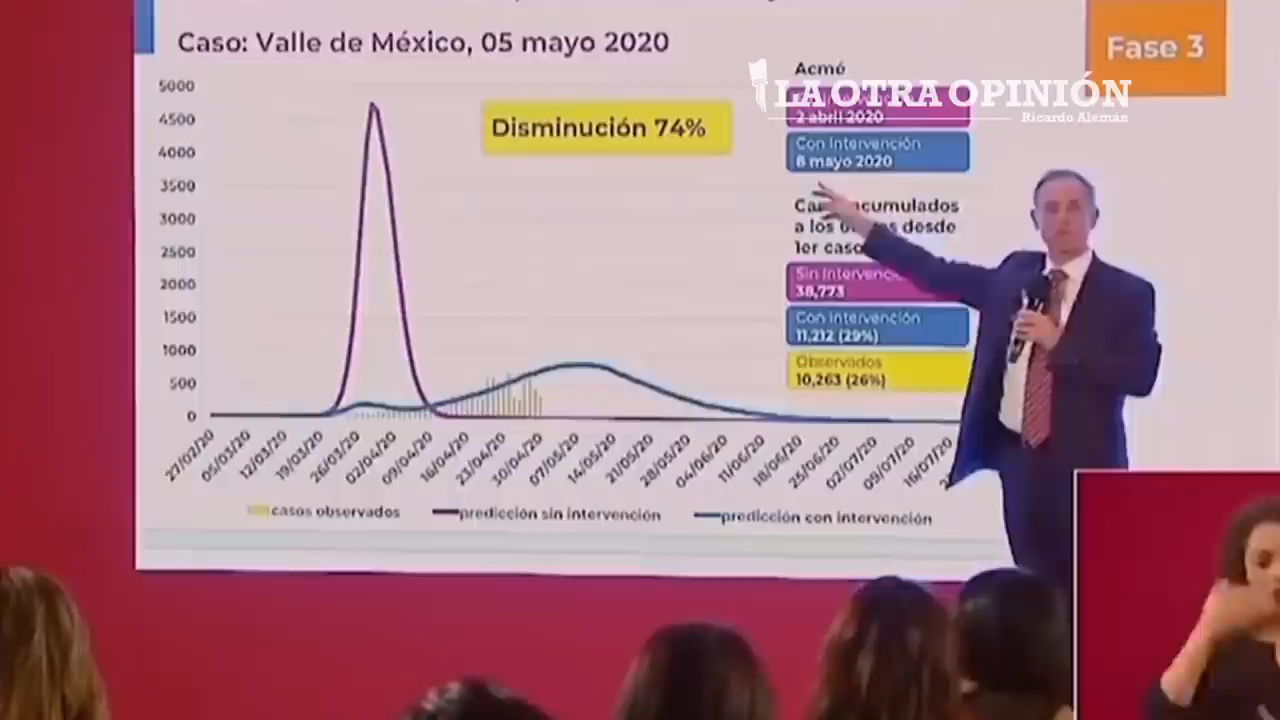 Caso: Valle de México, 05 mayo 2020
Fase 3
5000
4500
4000
3500
3000
2500
2000
1500
1000
500
0
Disminución 74%
Acmé
2 abril 2020
Con Intervención
8 mayo 2020
LA OTRA OPINIÓN
Ricardo Alemán
acumulados
a los desde
1er caso
Sin Intervenc
38,773
Con Intervención
11,212 (29%)
Observados
10,263 (26%)
27/02/20
05/03/20
12/03/20
19/03/20
26/03/20
02/04/20
09/04/20
16/04/20
23/04/20
30/04/20
07/05/20
14/05/20
21/05/20
28/05/20
04/06/20
11/06/20
18/06/20
25/06/20
02/07/20
09/07/20
16/07/20
casos observados
predicción sin intervención
predicción con intervención